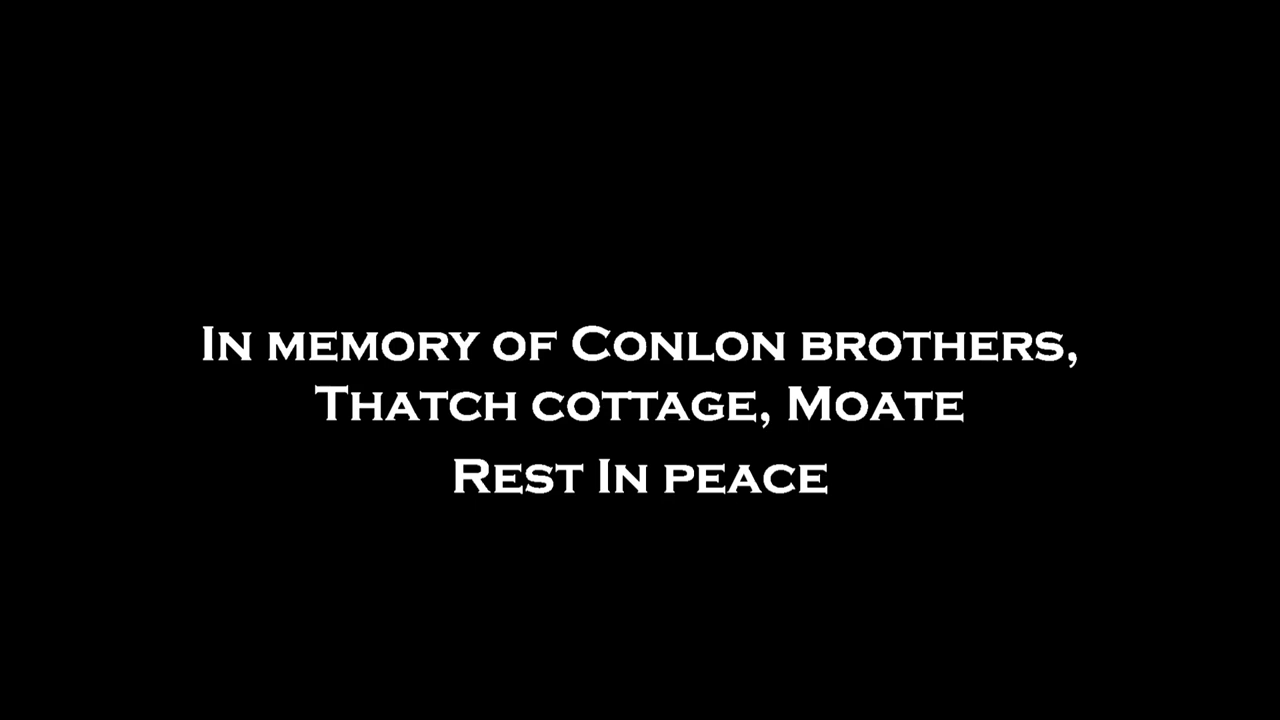 In memory of Conlon brothers,
Thatch cottage, Moate
Rest In peace